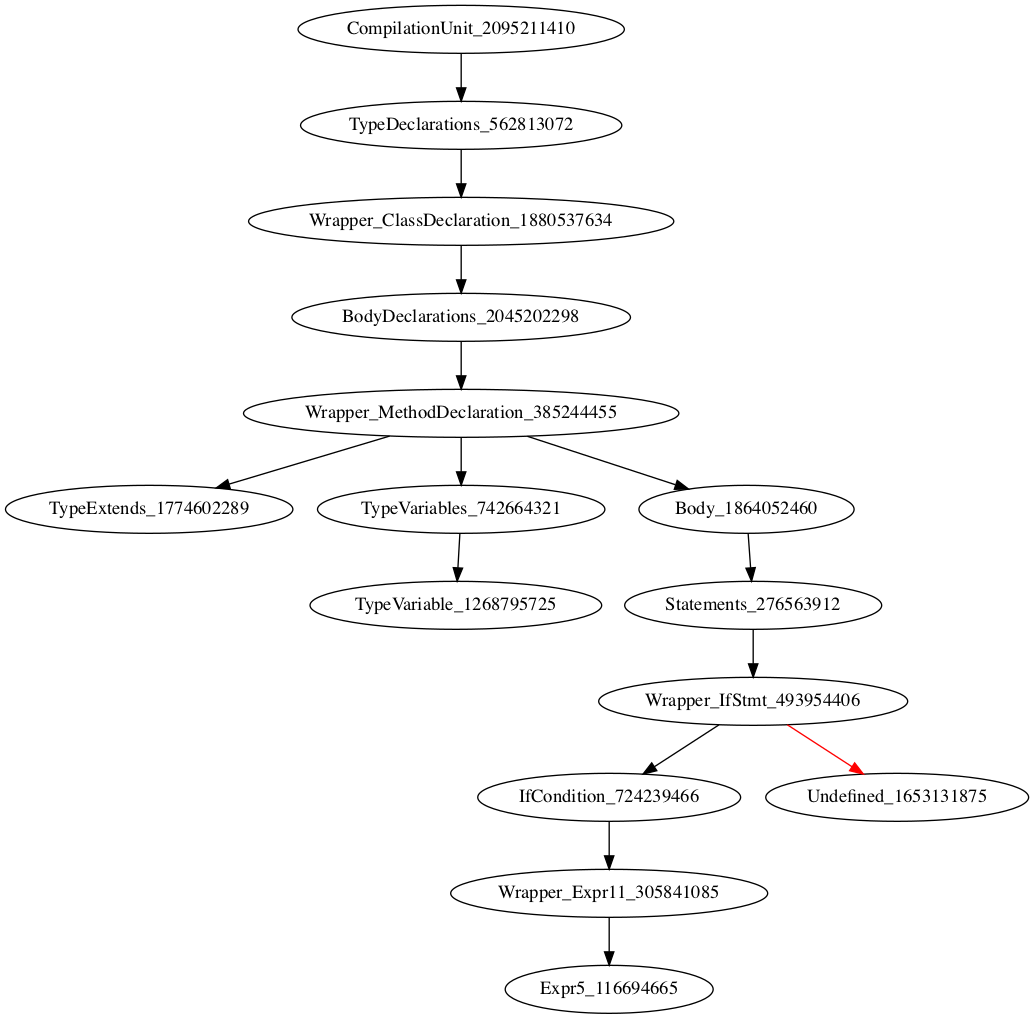 CompilationUnit_2095211410
TypeDeclarations_562813072
Wrapper_ClassDeclaration_1880537634
BodyDeclarations_2045202298
Wrapper_MethodDeclaration_385244455
TypeExtends_1774602289
TypeVariables_742664321
Body_1864052460
TypeVariable_1268795725
Statements_276563912
Wrapper_IfStmt_493954406
IfCondition_724239466
Undefined_1653131875
Wrapper_Expr11_305841085
Expr5_116694665